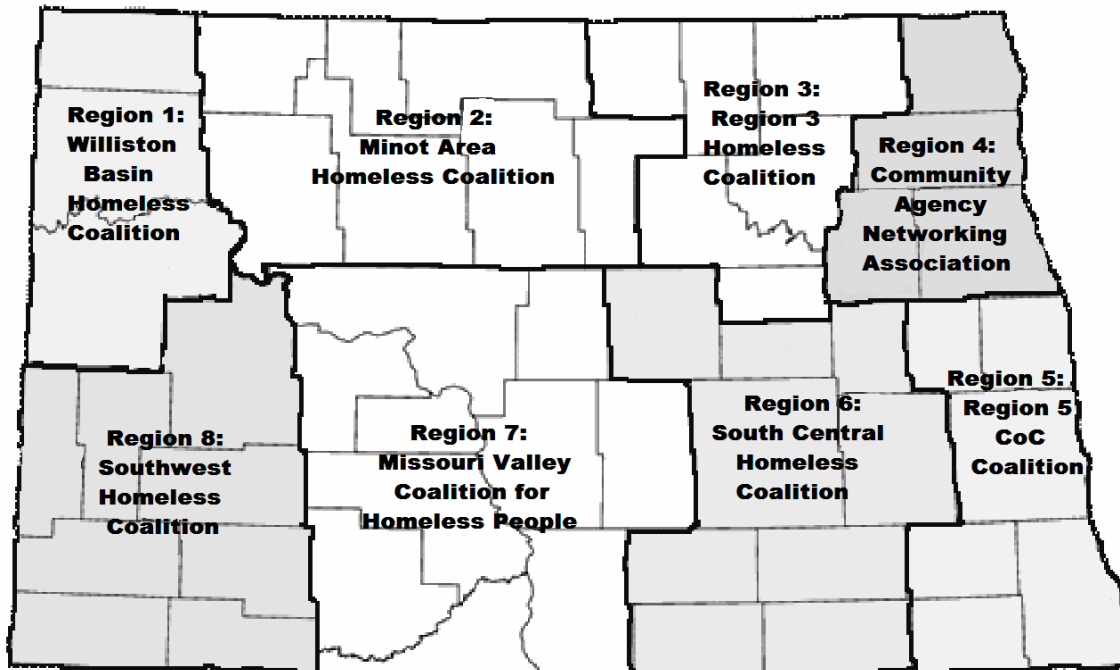 Region 1:
Williston
Basin
Homeless
Coalition
Region 2:
Minot Area
Homeless Coalition
Region 3:
Region 3
Homeless
Coalition
Region 4:
Community
Agency
Networking
Association
Region 5:
Region 5
CoC
Coalition
Region 6:
South Central
Homeless
Coalition
Region 7:
Missouri Valley
Coalition for
Homeless People
Region 8:
Southwest
Homeless
Coalition